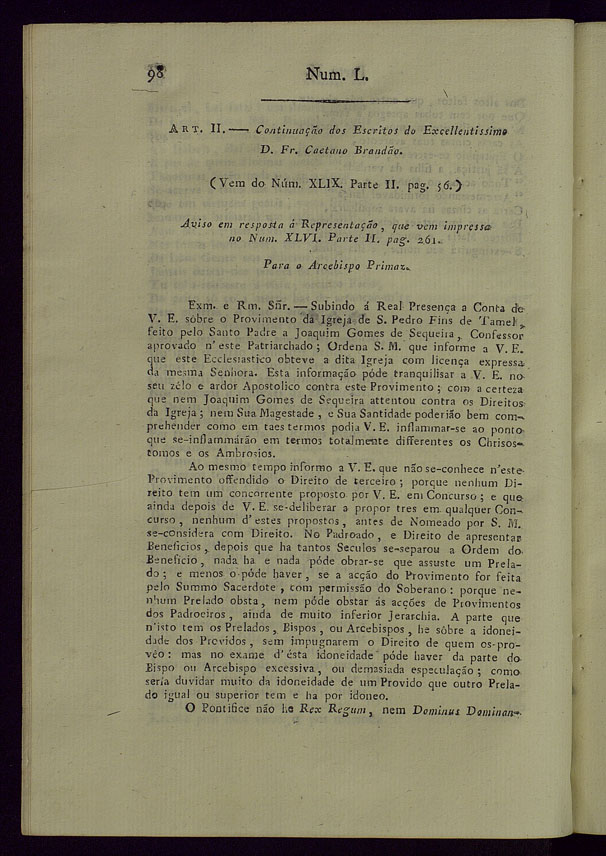 98
Num. L.
ART. II. — Continuação dos Escritos do Excellentissimo
D. Fr. Caetano Brandão.
(Vem do Núm. XLIX. Parte II. pag. 56.)
Aviso em resposta á Representação, que vem impressa
no Num. XLVI. Parte II. pag. 261.
Para o Arcebispo Primaz.
Exm. e Rm. Sñr. — Subindo á Real Presença a Conta de
V. E. sôbre o Provimento da Igreja de S. Pedro Fins de Tamel,
feito pelo Santo Padre a Joaquim Gomes de Sequeira, Confessor
aprovado n'este Patriarchado; Ordena S. M. que informe a V. E.
que este Ecclesiastico obteve a dita Igreja com licença expressa
da mesma Senhora. Esta informação póde tranquilisar a V. E. no
seu zêlo e ardor Apostolico contra este Provimento; com a certeza
que nem Joaquim Gomes de Sequeira attentou contra os Direitos
da Igreja; nem Sua Magestade, e Sua Santidade poderião bem com-
prehender como em taes termos podia V. E. inflammar-se ao ponto
que se-inflammárão em termos totalmente differentes os Chrisos-
tomos e os Ambrosios.
Ao mesmo tempo informo a V. E. que não se-conhece n'este
Provimento offendido o Direito de terceiro; porque nenhum Di-
reito tem um concorrente proposto por V. E. em Concurso; e que
ainda depois de V. E. se-deliberar a propor tres em qualquer Con-
curso, nenhum d'estes propostos, antes de Nomeado por S. M.
se-considera com Direito. No Padroado, e Direito de apresentar
Beneficios, depois que ha tantos Seculos se-separou a Ordem do
Beneficio, nada ha e nada póde obrar-se que assuste um Prela-
do; e menos o póde haver, se a acção do Provimento for feita
pelo Summo Sacerdote, com permissão do Soberano: porque ne-
nhum Prelado obsta, nem póde obstar ás acções de Provimentos
dos Padroeiros, ainda de muito inferior Jerarchia. A parte que
n'isto tem os Prelados, Bispos, ou Arcebispos, he sôbre a idonei-
dade dos Providos, sem impugnarem o Direito de quem os-pro-
vêo: mas no exame d'ésta idoneidade póde haver da parte do
Bispo ou Arcebispo excessiva, ou demasiada especulação; como
sería duvidar muito da idoneidade de um Provido que outro Prela-
do igual ou superior tem e ha por idoneo.
O Pontifice não he Rex Regum, nem Dominus Dominan-